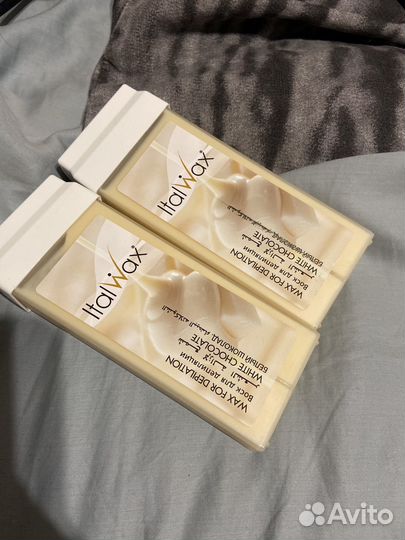 ItalWax
WAX FOR DEPILATION
Воск для депиляции
WHITE CHOCOLATE
БЕЛЫЙ ШОКОЛАД
ItalWax
WAX FOR DEPILATION
Воск для депиляции
WHITE CHOCOLATE
БЕЛЫЙ ШОКОЛАД
Avito